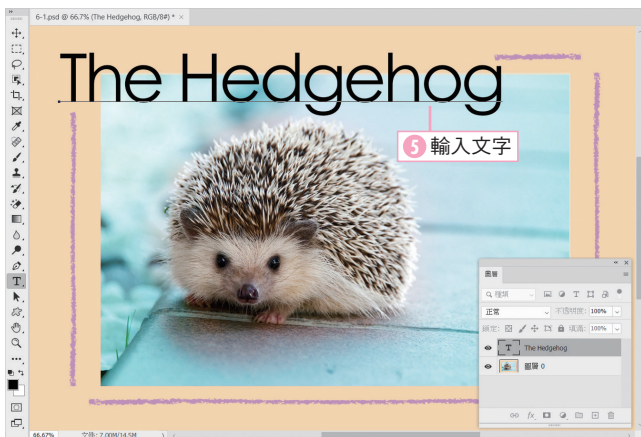 6-1.psd @ 66.7% (The Hedgehog, RGB/8#) * ×
The Hedgehog
5 輸入文字
圖層
種類
正常
不透明度: 100%
鎖定:
填滿: 100%
The Hedgehog
圖層 0
fx
66.67%
文件: 7.00M/14.5M